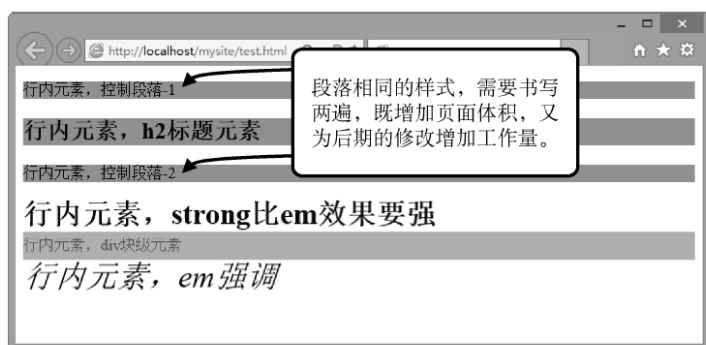 http://localhost/mysite/test.html
行内元素，控制段落-1
段落相同的样式，需要书写
两遍，既增加页面体积，又
为后期的修改增加工作量。
行内元素，h2标题元素
行内元素，控制段落-2
行内元素，strong比em效果要强
行内元素，div块级元素
行内元素，em强调